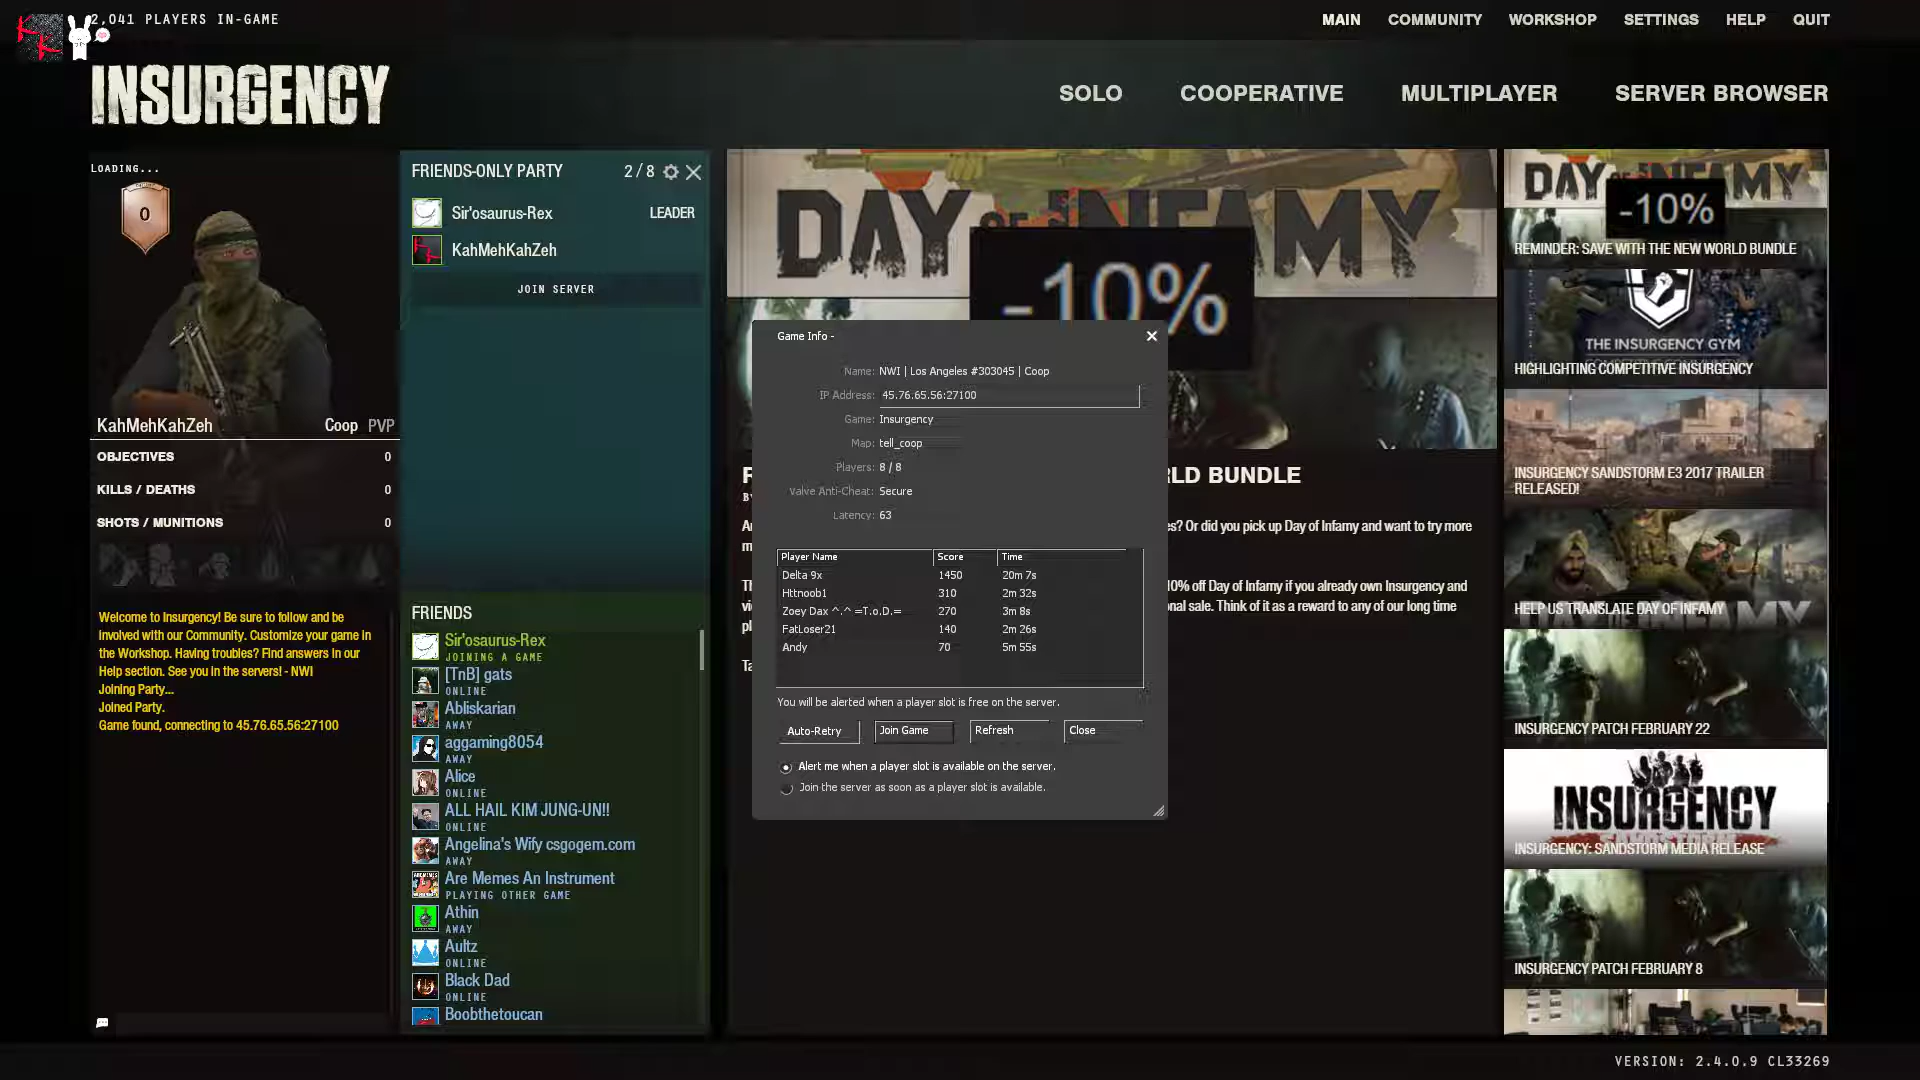 2,041 PLAYERS IN-GAME
MAIN
COMMUNITY
WORKSHOP
SETTINGS
HELP
QUIT
INSURGENCY
SOLO
COOPERATIVE
MULTIPLAYER
SERVER BROWSER
LOADING...
0
KahMehKahZeh
Coop PVP
OBJECTIVES 0
KILLS / DEATHS 0
SHOTS / MUNITIONS 0
Welcome to Insurgency! Be sure to follow and be
involved with our Community. Customize your game in
the Workshop. Having troubles? Find answers in our
Help section. See you in the servers! - NWI
Joining Party...
Joined Party.
Game found, connecting to 45.76.65.56:27100
FRIENDS-ONLY PARTY 2 / 8
Sir'osaurus-Rex LEADER
KahMehKahZeh
JOIN SERVER
FRIENDS
Sir'osaurus-Rex
JOINING A GAME
[TnB] gats
ONLINE
Abliskarian
AWAY
aggaming8054
AWAY
Alice
ONLINE
ALL HAIL KIM JUNG-UN!!
ONLINE
Angelina's Wify csgogem.com
AWAY
Are Memes An Instrument
PLAYING OTHER GAME
Athin
AWAY
Aultz
ONLINE
Black Dad
ONLINE
Boobthetoucan
DAY OF INFAMY
-10%
LD BUNDLE
s? Or did you pick up Day of Infamy and want to try more
10% off Day of Infamy if you already own Insurgency and
nal sale. Think of it as a reward to any of our long time
Game Info -
Name: NWI | Los Angeles #303045 | Coop
IP Address: 45.76.65.56:27100
Game: Insurgency
Map: tell_coop
Players: 8 / 8
Valve Anti-Cheat: Secure
Latency: 63
Player Name Score Time
Delta 9x 1450 20m 7s
Httnoob1 310 2m 32s
Zoey Dax ^.^ =T.o.D.= 270 3m 8s
FatLoser21 140 2m 26s
Andy 70 5m 55s
You will be alerted when a player slot is free on the server.
Auto-Retry
Join Game
Refresh
Close
Alert me when a player slot is available on the server.
Join the server as soon as a player slot is available.
DAY OF INFAMY
-10%
REMINDER: SAVE WITH THE NEW WORLD BUNDLE
THE INSURGENCY GYM
HIGHLIGHTING COMPETITIVE INSURGENCY
INSURGENCY SANDSTORM E3 2017 TRAILER
RELEASED!
HELP US TRANSLATE DAY OF INFAMY
INSURGENCY PATCH FEBRUARY 22
INSURGENCY
SANDSTORM
INSURGENCY: SANDSTORM MEDIA RELEASE
INSURGENCY PATCH FEBRUARY 8
VERSION: 2.4.0.9 CL33269